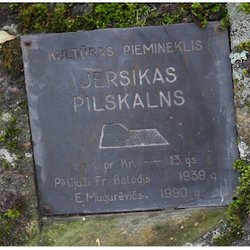 KULTŪRAS PIEMINEKLIS
JERSIKAS
PILSKALNS
pr. Kr. — 13. gs.
Pētījuši Fr. Balodis 1939. g.
E. Mugurēvičs 1990. g.